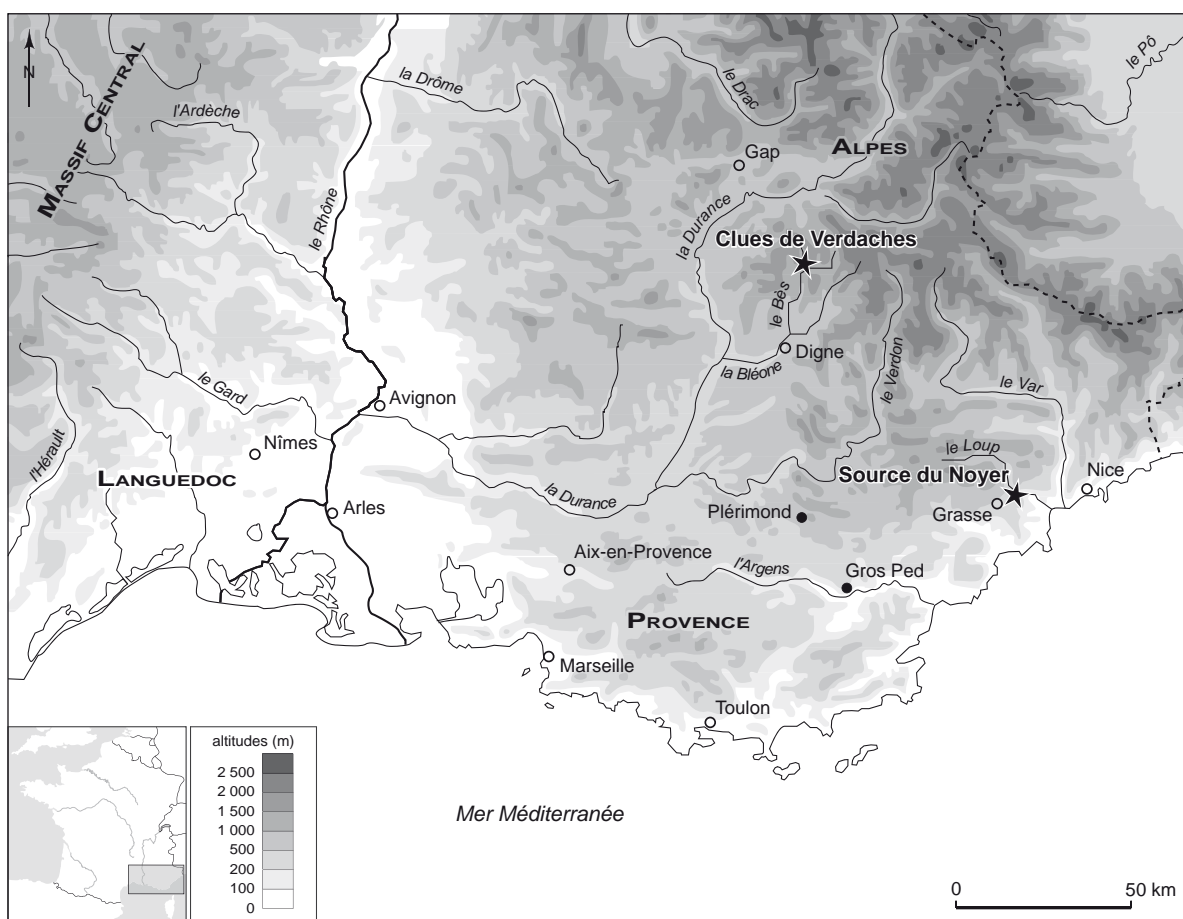 N
MASSIF CENTRAL
l'Ardèche
le Rhône
la Drôme
le Drac
le Pô
Gap
ALPES
la Durance
Clues de Verdaches
le Bès
Digne
la Bléone
le Verdon
le Var
le Gard
Avignon
Nîmes
l'Hérault
LANGUEDOC
Arles
la Durance
le Loup
Source du Noyer
Nice
Grasse
Plérimond
Aix-en-Provence
l'Argens
Gros Ped
PROVENCE
Marseille
Toulon
Mer Méditerranée
altitudes (m)
2 500
2 000
1 500
1 000
500
200
100
0
0 50 km